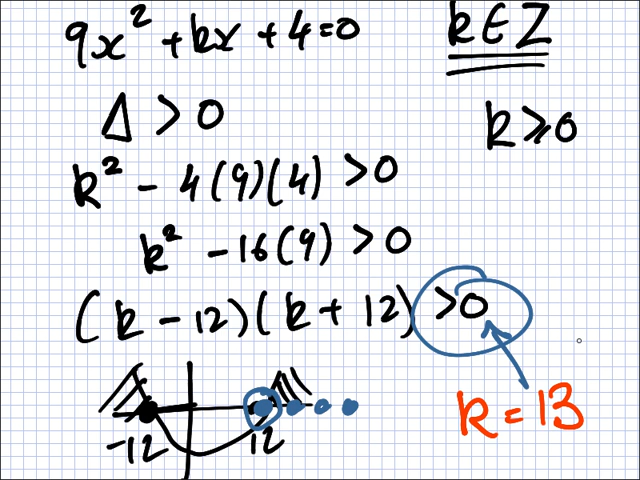 9x² + kx + 4 = 0
k ∈ Z
Δ > 0
k ⩾ 0
k² - 4(9)(4) > 0
k² - 16(9) > 0
(k - 12)(k + 12) > 0
k = 13
-12 12